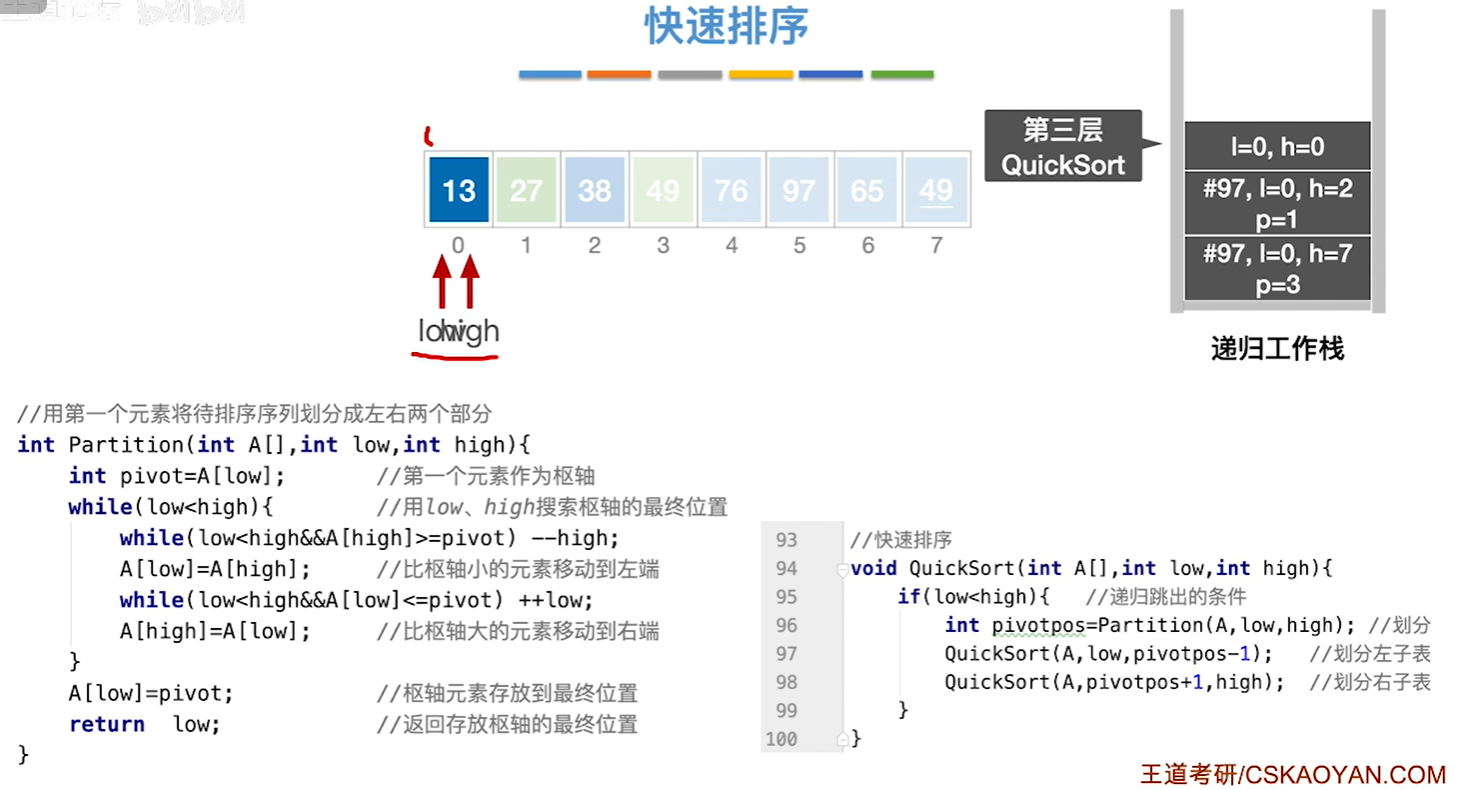 王道论坛 bilibili
快速排序
13 27 38 49 76 97 65 49
0 1 2 3 4 5 6 7
low high
第三层
QuickSort
l=0, h=0
#97, l=0, h=2
p=1
#97, l=0, h=7
p=3
递归工作栈
//用第一个元素将待排序序列划分成左右两个部分
int Partition(int A[],int low,int high){
int pivot=A[low]; //第一个元素作为枢轴
while(low<high){ //用low、high搜索枢轴的最终位置
while(low<high&&A[high]>=pivot) --high;
A[low]=A[high]; //比枢轴小的元素移动到左端
while(low<high&&A[low]<=pivot) ++low;
A[high]=A[low]; //比枢轴大的元素移动到右端
}
A[low]=pivot; //枢轴元素存放到最终位置
return low; //返回存放枢轴的最终位置
}
93 //快速排序
94 void QuickSort(int A[],int low,int high){
95 if(low<high){ //递归跳出的条件
96 int pivotpos=Partition(A,low,high); //划分
97 QuickSort(A,low,pivotpos-1); //划分左子表
98 QuickSort(A,pivotpos+1,high); //划分右子表
99 }
100 }
王道考研/CSKAOYAN.COM